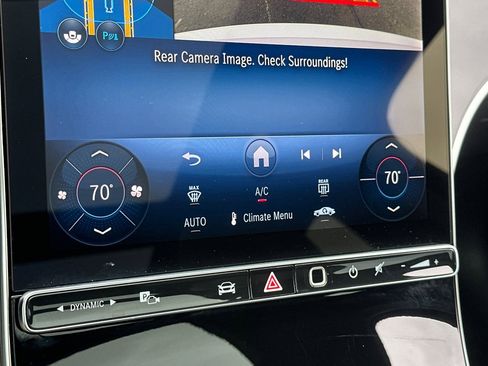 P
Rear Camera Image. Check Surroundings!
70°
MAX
A/C
REAR
70°
AUTO
Climate Menu
DYNAMIC
P
− +